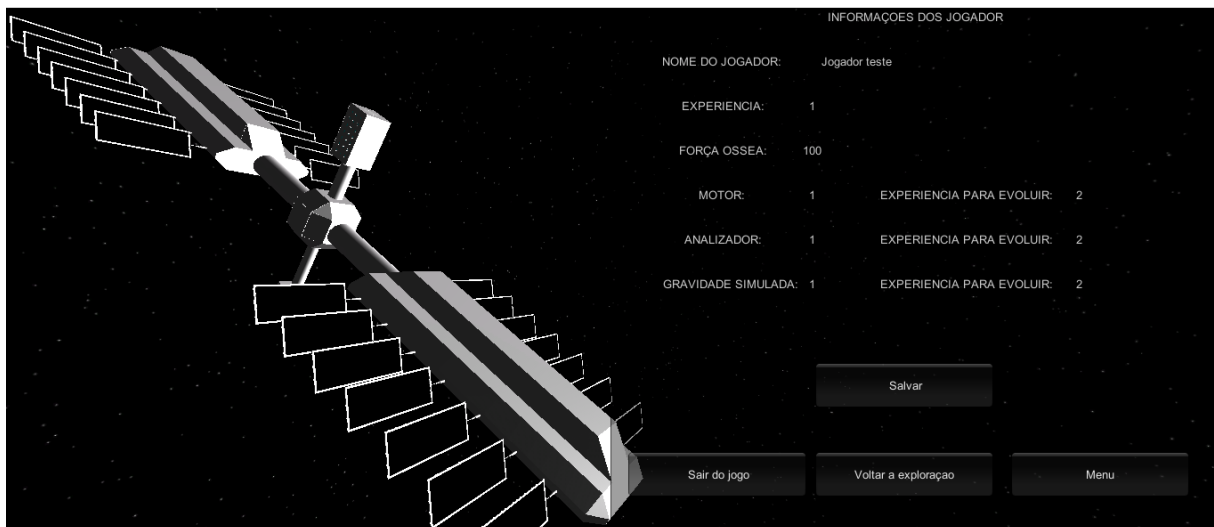 INFORMAÇOES DOS JOGADOR
NOME DO JOGADOR: Jogador teste
EXPERIENCIA: 1
FORÇA OSSEA: 100
MOTOR: 1 EXPERIENCIA PARA EVOLUIR: 2
ANALIZADOR: 1 EXPERIENCIA PARA EVOLUIR: 2
GRAVIDADE SIMULADA: 1 EXPERIENCIA PARA EVOLUIR: 2
Salvar
Sair do jogo Voltar a exploraçao Menu